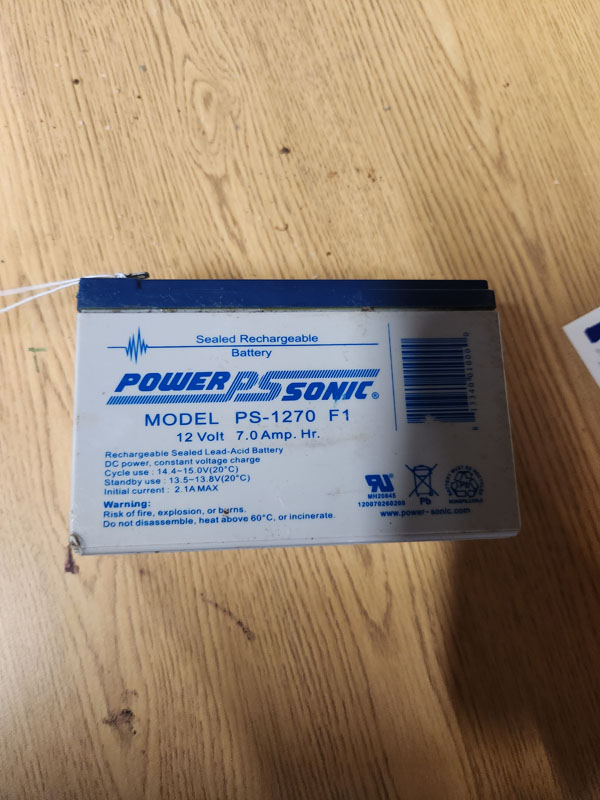 Sealed Rechargeable
Battery
POWER PS SONIC®
MODEL PS-1270 F1
12 Volt 7.0 Amp. Hr.
Rechargeable Sealed Lead-Acid Battery
DC power, constant voltage charge
Cycle use : 14.4~15.0V(20°C)
Standby use : 13.5~13.8V(20°C)
Initial current : 2.1A MAX
Warning:
Risk of fire, explosion, or burns.
Do not disassemble, heat above 60°C, or incinerate.
MH20845
Pb
www.power-sonic.com